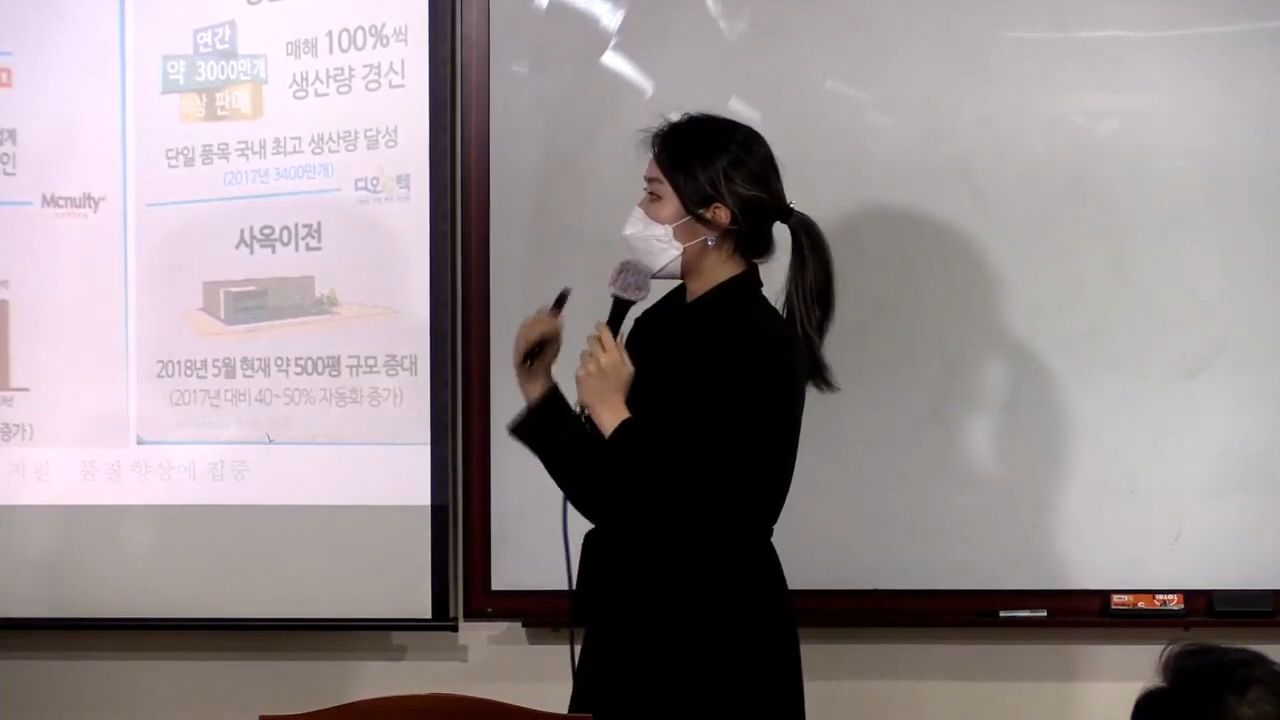 연간
약 3000만개
상 판매
매해 100%씩
생산량 경신
단일 품목 국내 최고 생산량 달성
(2017년 3400만개)
Mcnulty
COFFEE
사옥이전
2018년 5월 현재 약 500평 규모 증대
(2017년 대비 40~50% 자동화 증가)
증가)
지원 품질 향상에 집중